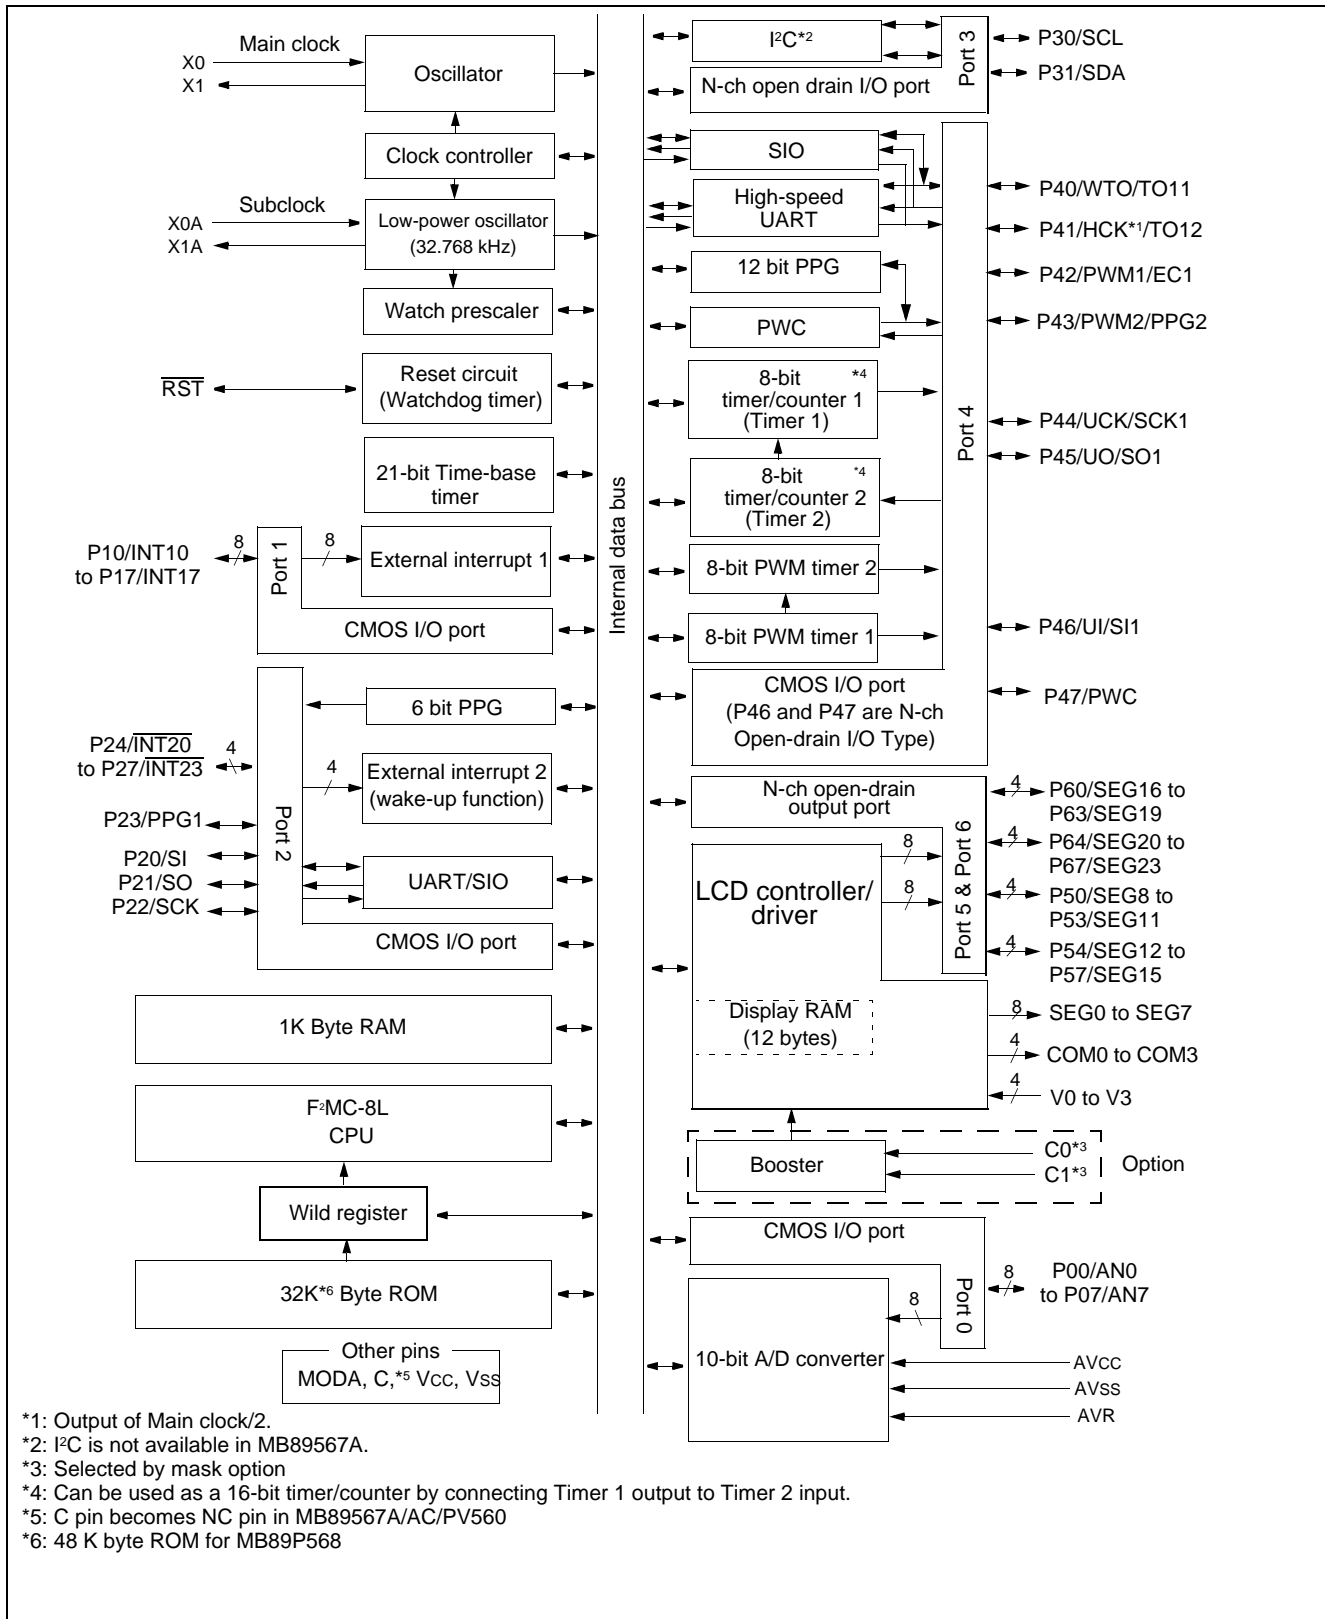 Main clock
X0
X1
Oscillator
Clock controller
Subclock
X0A
X1A
Low-power oscillator
(32.768 kHz)
Watch prescaler
RST
Reset circuit
(Watchdog timer)
21-bit Time-base
timer
P10/INT10
to P17/INT17
8
Port 1
8
External interrupt 1
CMOS I/O port
6 bit PPG
P24/INT20
to P27/INT23
4
Port 2
4
External interrupt 2
(wake-up function)
P23/PPG1
P20/SI
P21/SO
P22/SCK
UART/SIO
CMOS I/O port
1K Byte RAM
F²MC-8L
CPU
Wild register
32K*6 Byte ROM
Other pins
MODA, C,*5 VCC, VSS
Internal data bus
I²C*2
N-ch open drain I/O port
Port 3
P30/SCL
P31/SDA
SIO
High-speed
UART
12 bit PPG
PWC
8-bit *4
timer/counter 1
(Timer 1)
8-bit *4
timer/counter 2
(Timer 2)
8-bit PWM timer 2
8-bit PWM timer 1
CMOS I/O port
(P46 and P47 are N-ch
Open-drain I/O Type)
Port 4
P40/WTO/TO11
P41/HCK*1/TO12
P42/PWM1/EC1
P43/PWM2/PPG2
P44/UCK/SCK1
P45/UO/SO1
P46/UI/SI1
P47/PWC
N-ch open-drain
output port
LCD controller/
driver
8
8
Port 5 & Port 6
Display RAM
(12 bytes)
4
P60/SEG16 to
P63/SEG19
4
P64/SEG20 to
P67/SEG23
4
P50/SEG8 to
P53/SEG11
4
P54/SEG12 to
P57/SEG15
8
SEG0 to SEG7
4
COM0 to COM3
4
V0 to V3
Booster
C0*3
C1*3
Option
CMOS I/O port
Port 0
8
8
P00/AN0
to P07/AN7
10-bit A/D converter
AVCC
AVSS
AVR
*1: Output of Main clock/2.
*2: I²C is not available in MB89567A.
*3: Selected by mask option
*4: Can be used as a 16-bit timer/counter by connecting Timer 1 output to Timer 2 input.
*5: C pin becomes NC pin in MB89567A/AC/PV560
*6: 48 K byte ROM for MB89P568